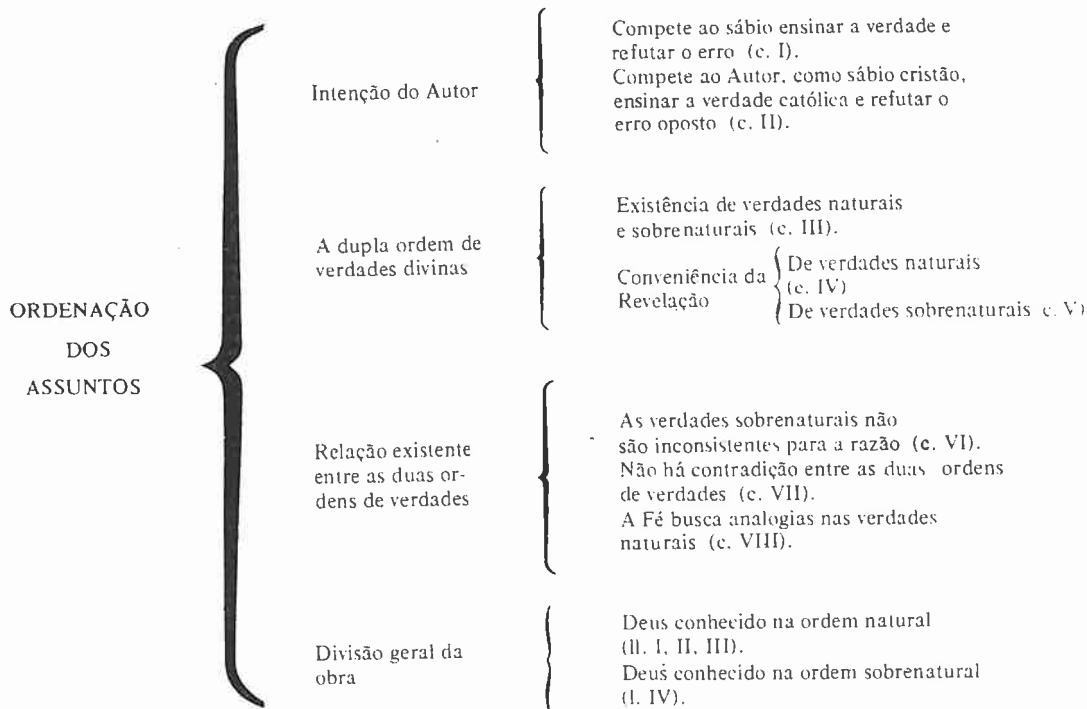 ORDENAÇÃO
DOS
ASSUNTOS
Intenção do Autor
Compete ao sábio ensinar a verdade e
refutar o erro (c. I).
Compete ao Autor, como sábio cristão,
ensinar a verdade católica e refutar o
erro oposto (c. II).
A dupla ordem de
verdades divinas
Existência de verdades naturais
e sobrenaturais (c. III).
Conveniência da
Revelação
De verdades naturais
(c. IV)
De verdades sobrenaturais c. V)
Relação existente
entre as duas or-
dens de verdades
As verdades sobrenaturais não
são inconsistentes para a razão (c. VI).
Não há contradição entre as duas ordens
de verdades (c. VII).
A Fé busca analogias nas verdades
naturais (c. VIII).
Divisão geral da
obra
Deus conhecido na ordem natural
(ll. I, II, III).
Deus conhecido na ordem sobrenatural
(l. IV).